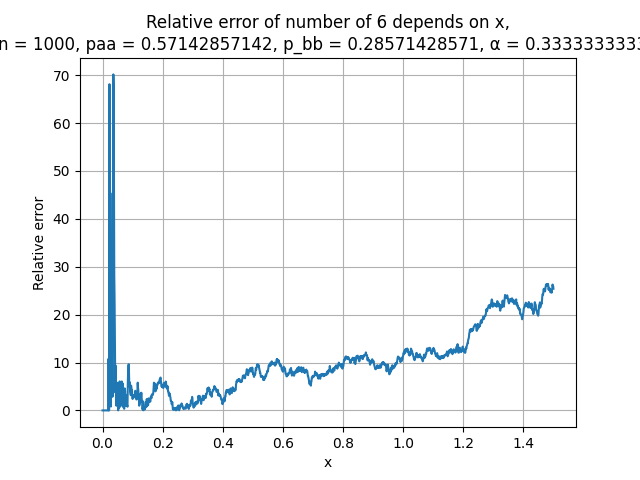 Relative error of number of 6 depends on x,
n = 1000, paa = 0.57142857142, p_bb = 0.28571428571, α = 0.3333333333
70
60
50
40
30
20
10
0
Relative error
0.0 0.2 0.4 0.6 0.8 1.0 1.2 1.4
x